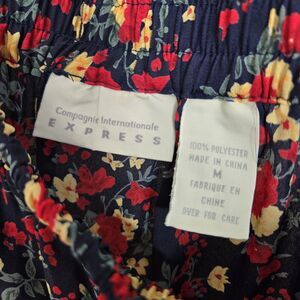 Compagnie Internationale
EXPRESS
100% POLYESTER
MADE IN CHINA
M
FABRIQUE EN
CHINE
OVER FOR CARE